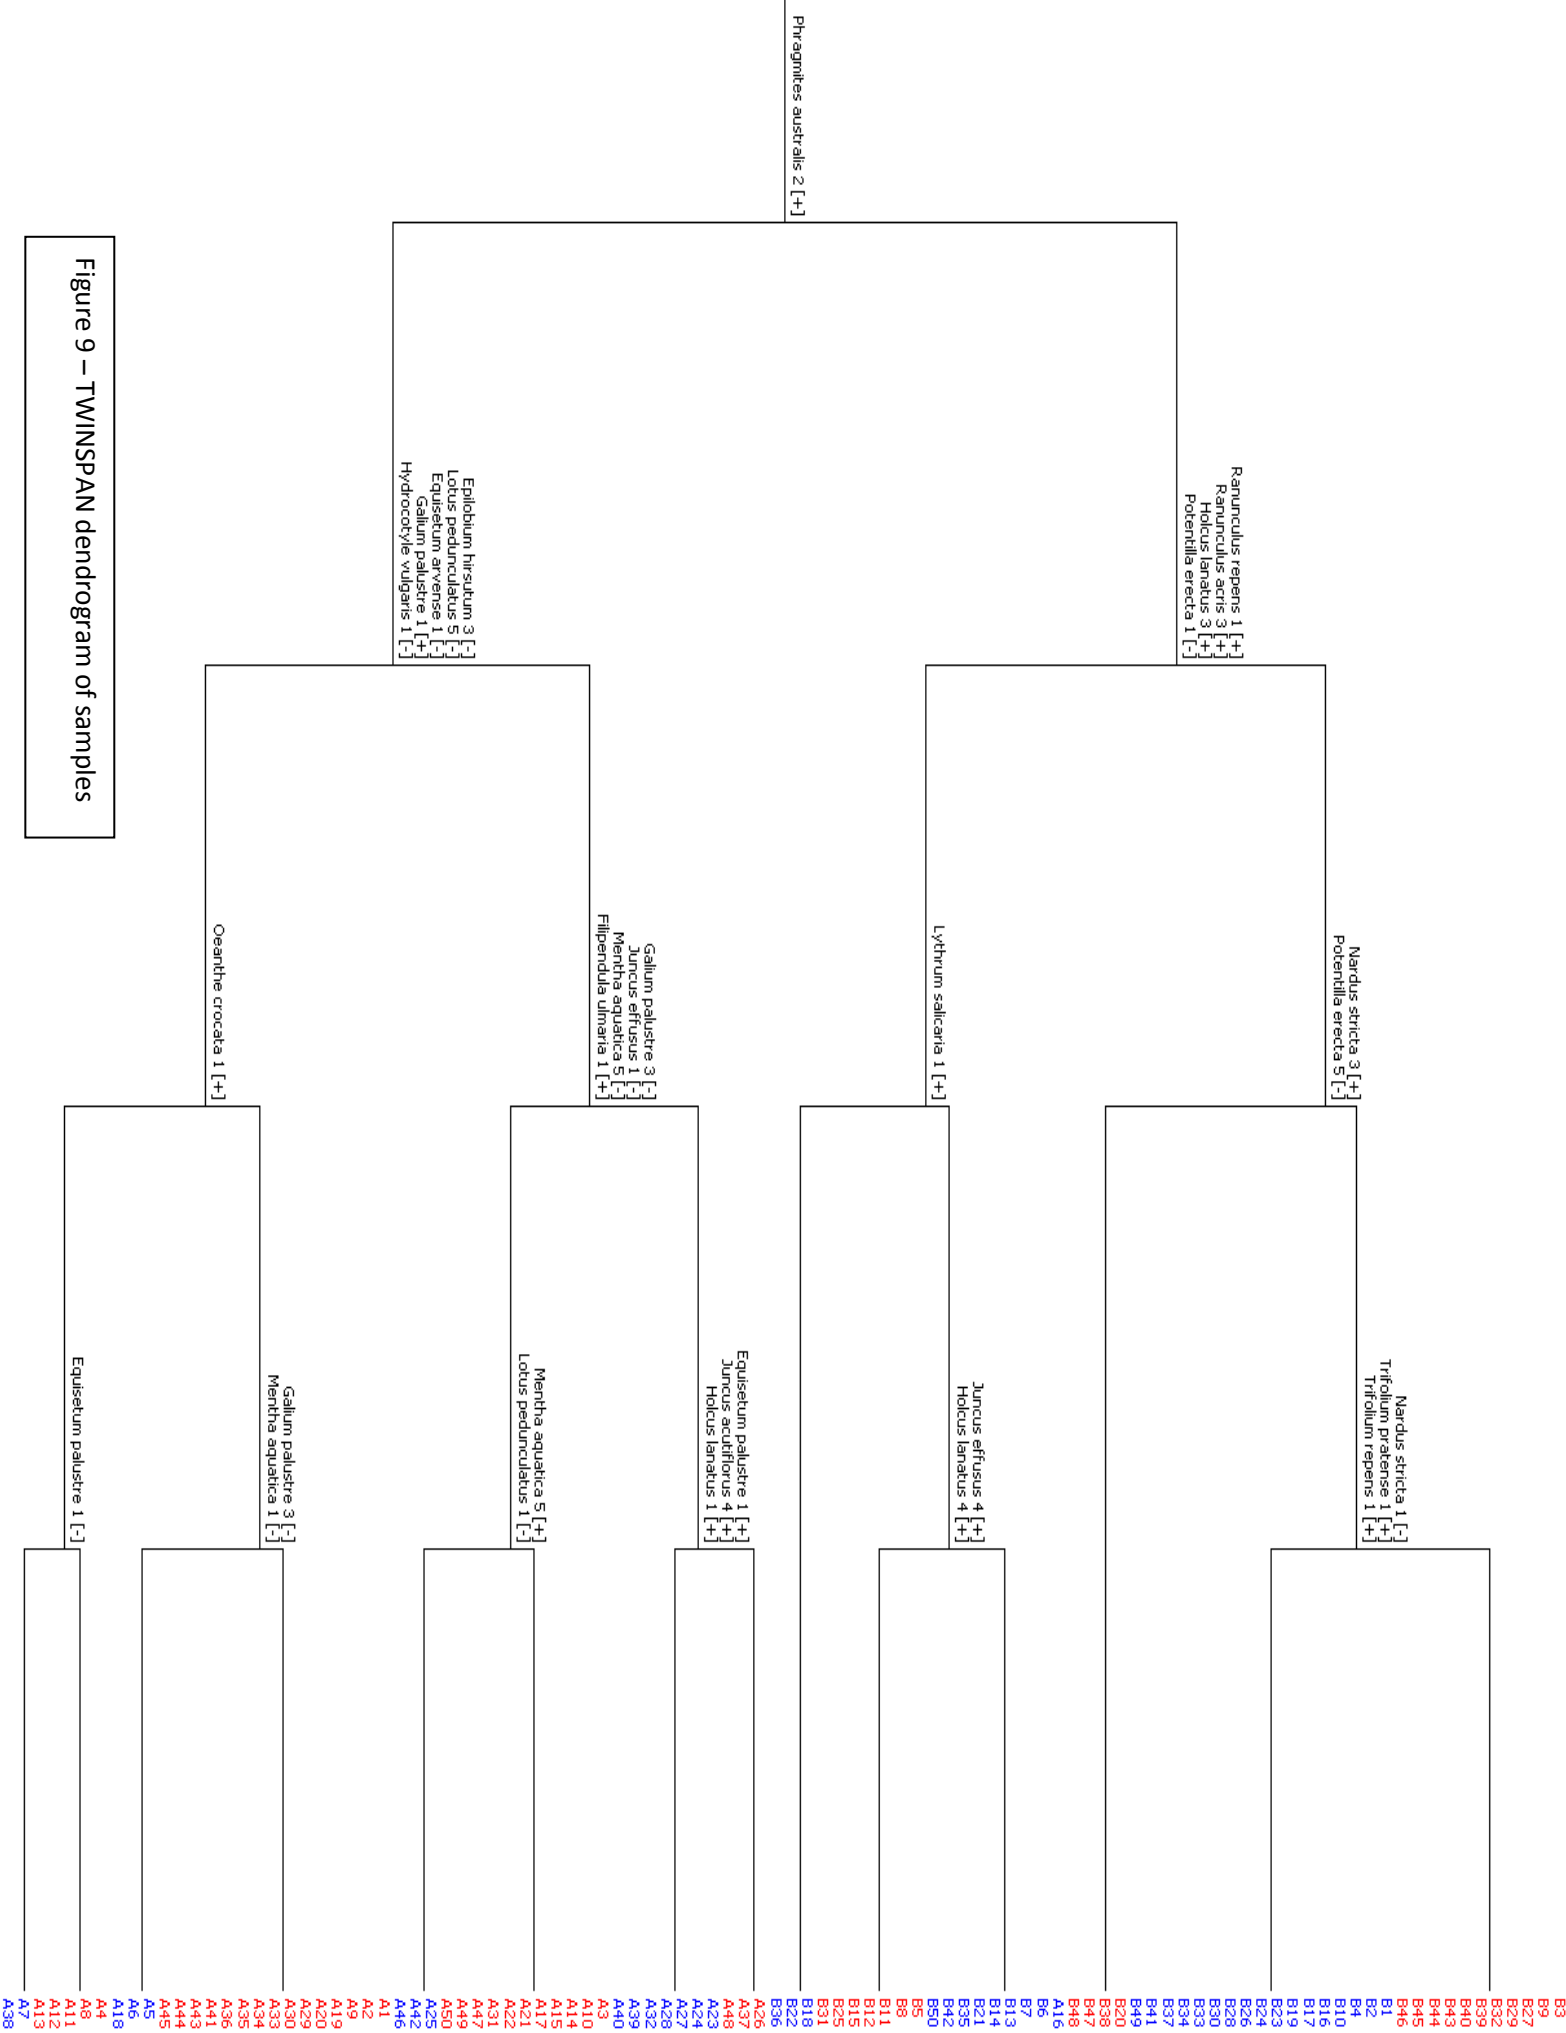 Phragmites australis 2 [+]
Ranunculus repens 1 [+]
Ranunculus acris 3 [+]
Holcus lanatus 3 [+]
Potentilla erecta 1 [-]
Epilobium hirsutum 3 [-]
Lotus pedunculatus 5 [-]
Equisetum arvense 1 [-]
Galium palustre 1 [+]
Hydrocotyle vulgaris 1 [-]
Nardus stricta 3 [+]
Potentilla erecta 5 [-]
Lythrum salicaria 1 [+]
Galium palustre 3 [-]
Juncus effusus 1 [-]
Mentha aquatica 5 [-]
Filipendula ulmaria 1 [+]
Oeanthe crocata 1 [+]
Nardus stricta 1 [-]
Trifolium pratense 1 [+]
Trifolium repens 1 [+]
Juncus effusus 4 [+]
Holcus lanatus 4 [+]
Equisetum palustre 1 [+]
Juncus acutiflorus 4 [+]
Holcus lanatus 1 [+]
Mentha aquatica 5 [+]
Lotus pedunculatus 1 [-]
Galium palustre 3 [-]
Mentha aquatica 1 [-]
Equisetum palustre 1 [-]
B3
B9
B27
B29
B32
B39
B40
B43
B44
B45
B46
B1
B2
B4
B10
B16
B17
B19
B23
B24
B26
B28
B30
B33
B34
B37
B41
B49
B20
B38
B47
B48
A16
B6
B7
B13
B14
B21
B35
B42
B50
B5
B8
B11
B12
B15
B25
B31
B18
B22
B36
A26
A37
A48
A23
A24
A27
A28
A32
A39
A40
A3
A10
A14
A15
A17
A21
A22
A31
A47
A49
A50
A25
A42
A46
A1
A2
A9
A19
A20
A29
A30
A33
A34
A35
A36
A41
A43
A44
A45
A5
A6
A18
A4
A8
A11
A12
A13
A7
A38
Figure 9 – TWINSPAN dendrogram of samples